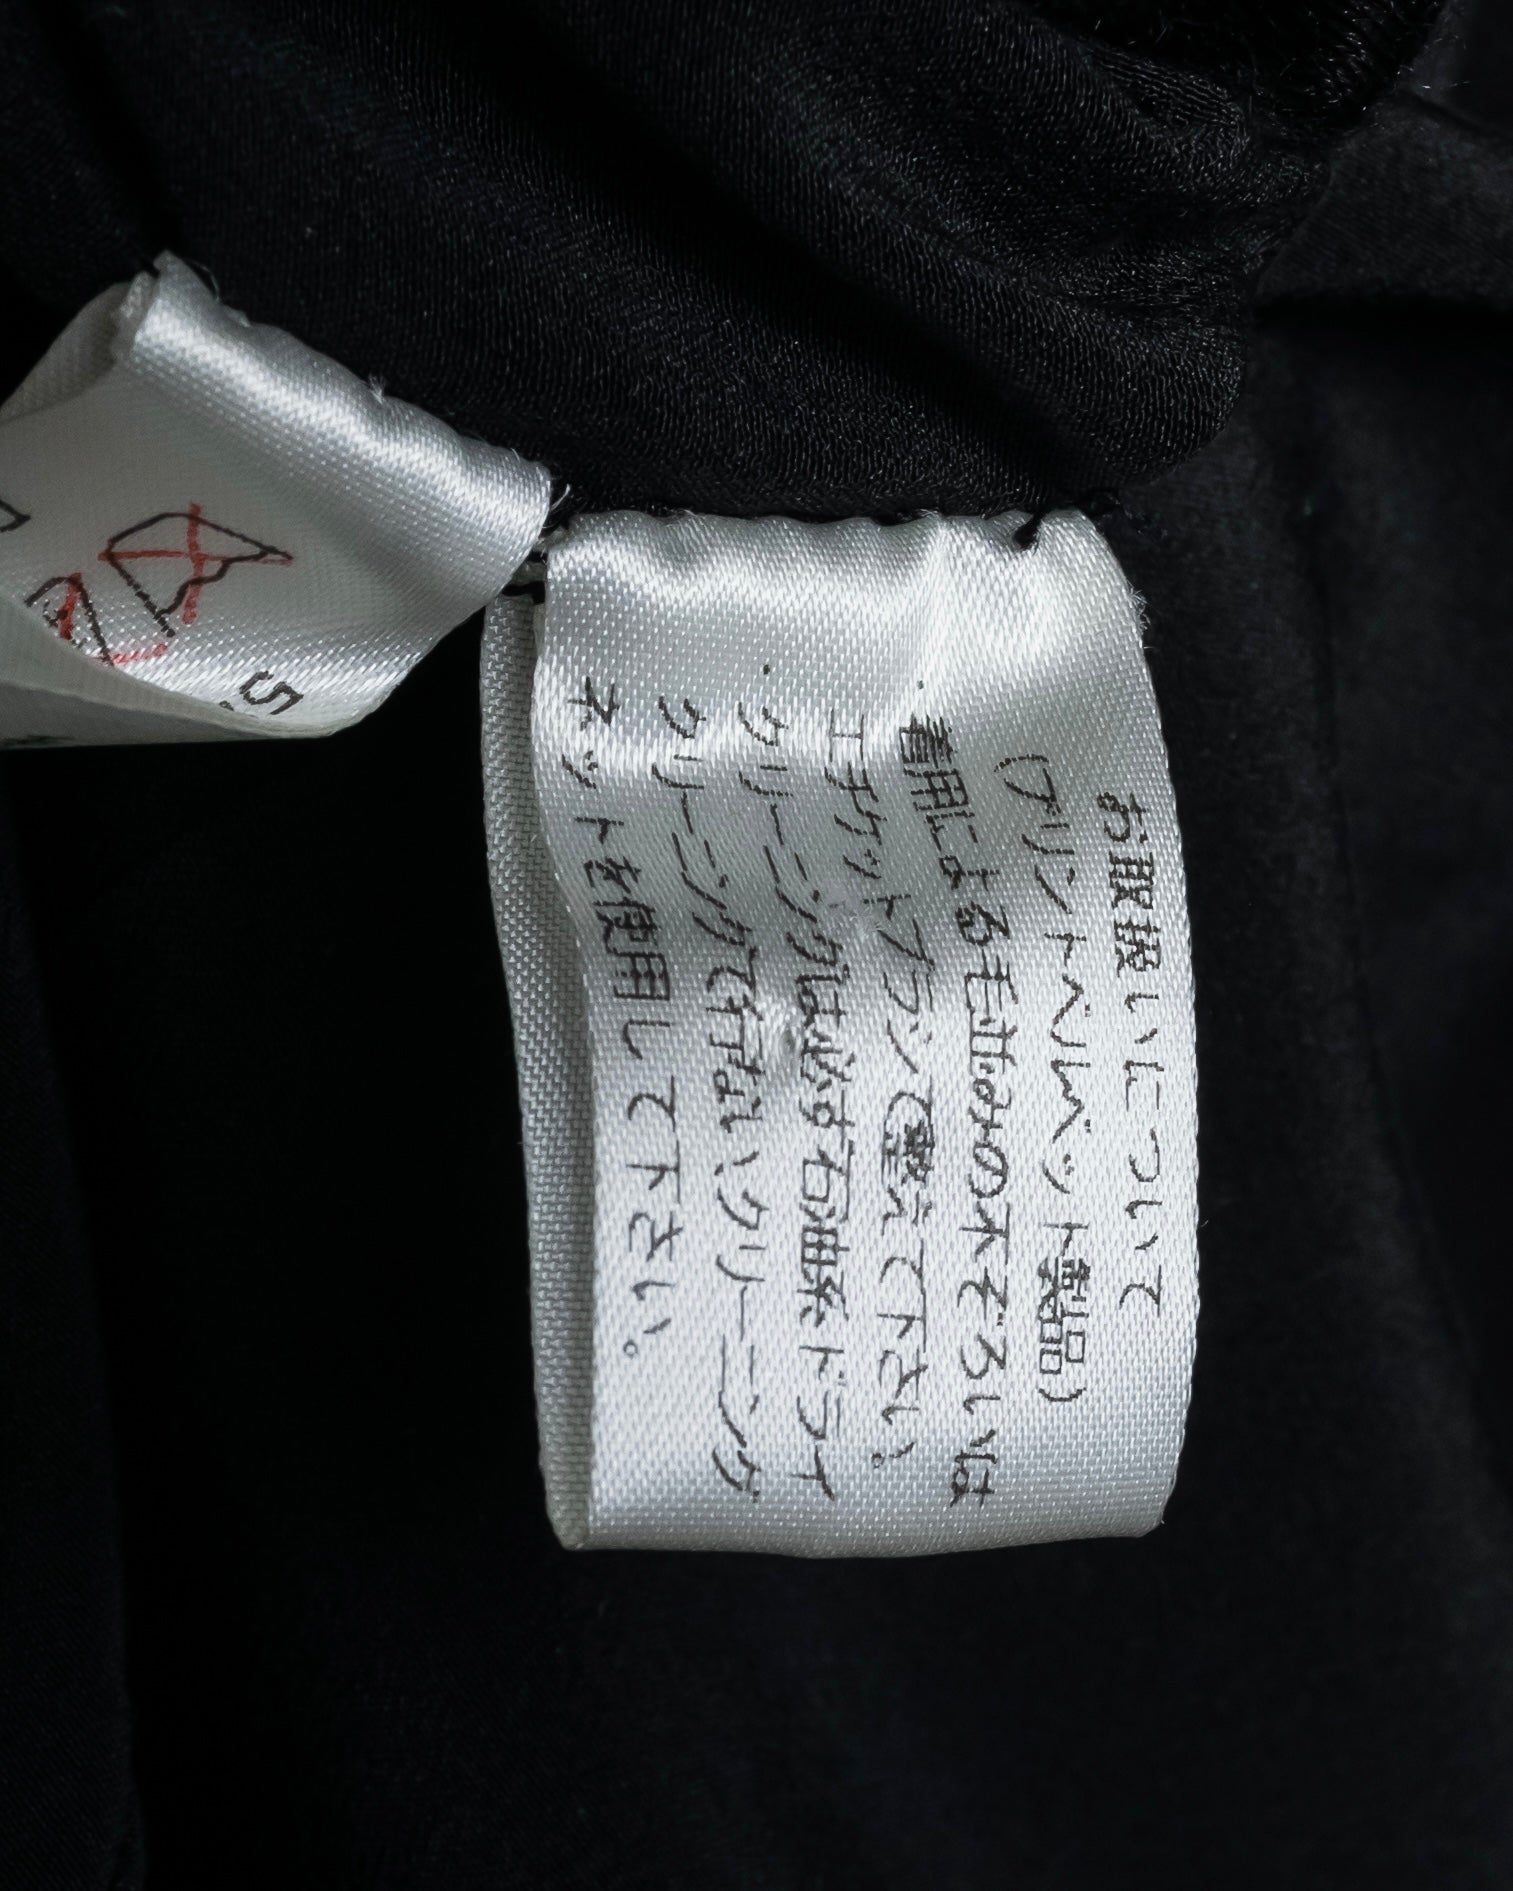 お取扱いについて
(プリントベルベット製品)
・着用による毛並みの不ぞろいは
エチケットブラシで整えて下さい。
・クリーニングは必ず石油系ドライ
クリーニングで行ない、クリーニング
ネットを使用して下さい。